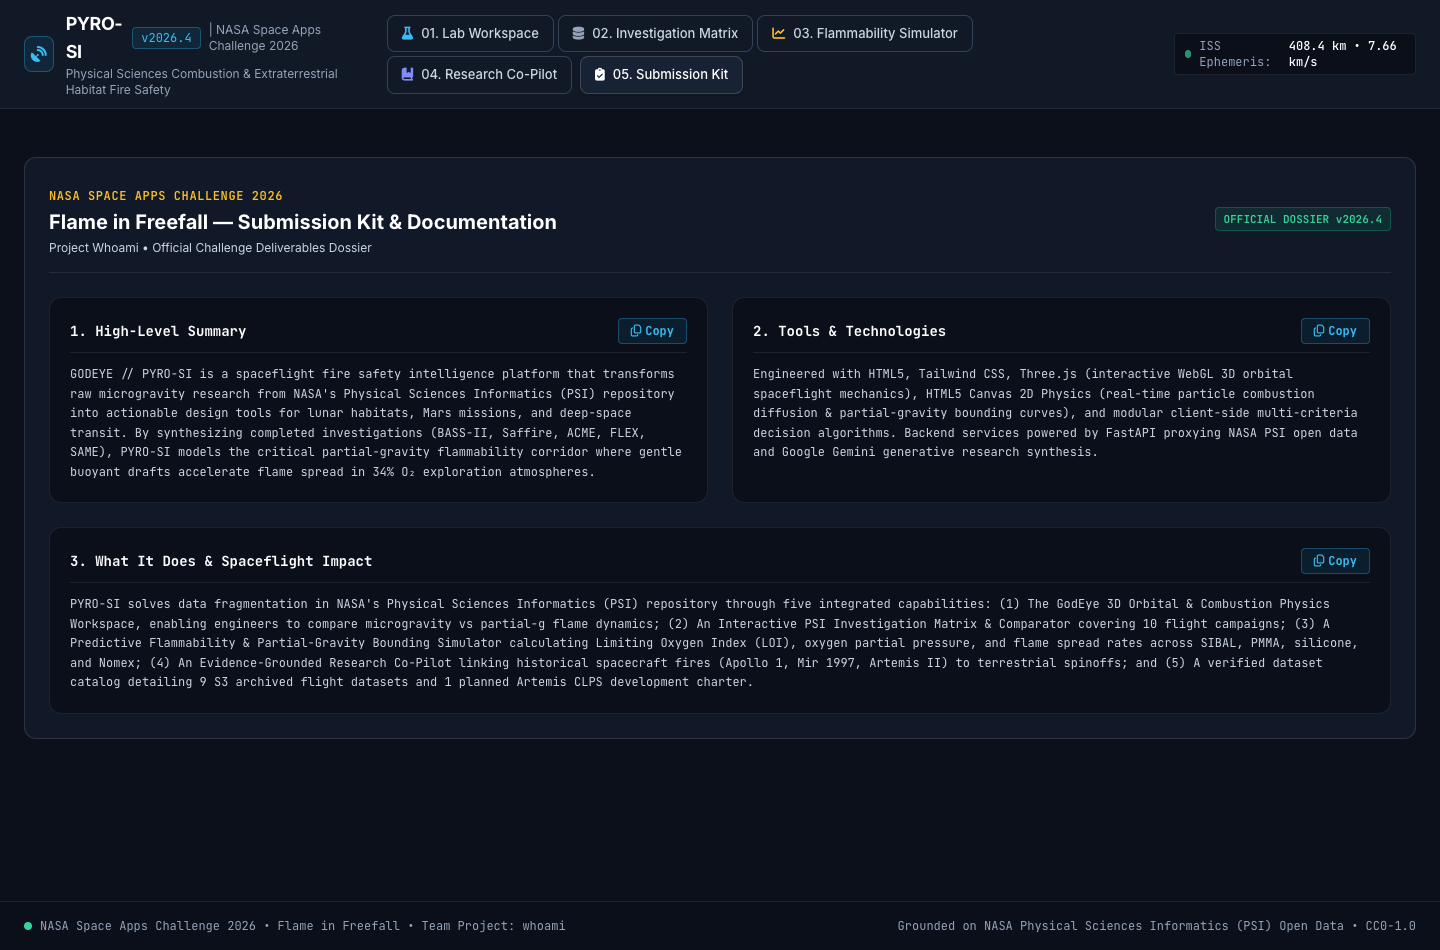 PYRO-
SI
v2026.4
| NASA Space Apps
Challenge 2026
Physical Sciences Combustion & Extraterrestrial
Habitat Fire Safety
01. Lab Workspace
02. Investigation Matrix
03. Flammability Simulator
04. Research Co-Pilot
05. Submission Kit
ISS
Ephemeris:
408.4 km • 7.66
km/s
NASA SPACE APPS CHALLENGE 2026
Flame in Freefall — Submission Kit & Documentation
Project Whoami • Official Challenge Deliverables Dossier
OFFICIAL DOSSIER v2026.4
1. High-Level Summary
Copy
GODEYE // PYRO-SI is a spaceflight fire safety intelligence platform that transforms
raw microgravity research from NASA's Physical Sciences Informatics (PSI) repository
into actionable design tools for lunar habitats, Mars missions, and deep-space
transit. By synthesizing completed investigations (BASS-II, Saffire, ACME, FLEX,
SAME), PYRO-SI models the critical partial-gravity flammability corridor where gentle
buoyant drafts accelerate flame spread in 34% O₂ exploration atmospheres.
2. Tools & Technologies
Copy
Engineered with HTML5, Tailwind CSS, Three.js (interactive WebGL 3D orbital
spaceflight mechanics), HTML5 Canvas 2D Physics (real-time particle combustion
diffusion & partial-gravity bounding curves), and modular client-side multi-criteria
decision algorithms. Backend services powered by FastAPI proxying NASA PSI open data
and Google Gemini generative research synthesis.
3. What It Does & Spaceflight Impact
Copy
PYRO-SI solves data fragmentation in NASA's Physical Sciences Informatics (PSI) repository through five integrated capabilities: (1) The GodEye 3D Orbital & Combustion Physics
Workspace, enabling engineers to compare microgravity vs partial-g flame dynamics; (2) An Interactive PSI Investigation Matrix & Comparator covering 10 flight campaigns; (3) A
Predictive Flammability & Partial-Gravity Bounding Simulator calculating Limiting Oxygen Index (LOI), oxygen partial pressure, and flame spread rates across SIBAL, PMMA, silicone,
and Nomex; (4) An Evidence-Grounded Research Co-Pilot linking historical spacecraft fires (Apollo 1, Mir 1997, Artemis II) to terrestrial spinoffs; and (5) A verified dataset
catalog detailing 9 S3 archived flight datasets and 1 planned Artemis CLPS development charter.
NASA Space Apps Challenge 2026 • Flame in Freefall • Team Project: whoami
Grounded on NASA Physical Sciences Informatics (PSI) Open Data • CC0-1.0